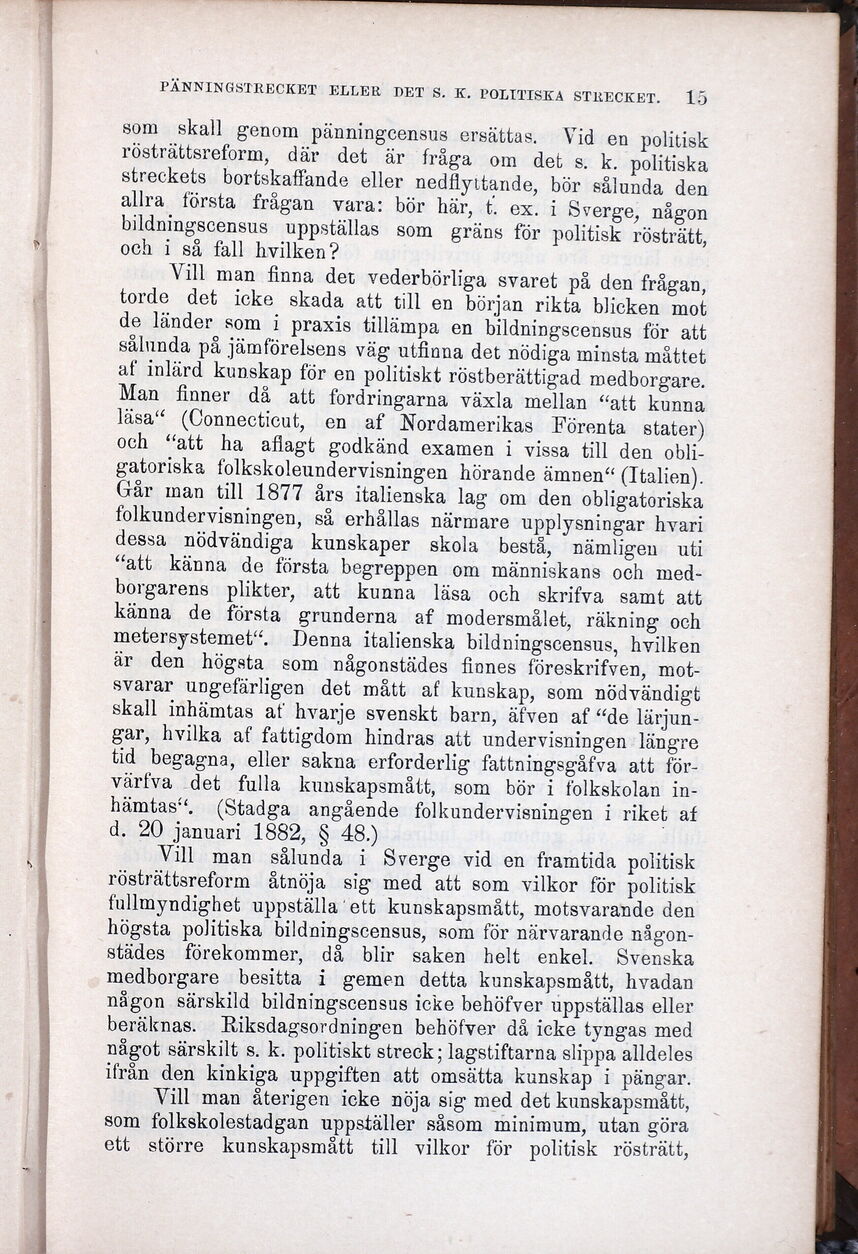 PÄNNINGSTRECKET ELLER DET S. K. POLITISKA STRECKET. 15
som skall genom pänningcensus ersättas. Vid en politisk
rösträttsreform, där det är fråga om det s. k. politiska
streckets bortskaffande eller nedflyttande, bör sålunda den
allra första frågan vara: bör här, t. ex. i Sverge, någon
bildningscensus uppställas som gräns för politisk rösträtt,
och i så fall hvilken?
Vill man finna det vederbörliga svaret på den frågan,
torde det icke skada att till en början rikta blicken mot
de länder som i praxis tillämpa en bildningscensus för att
sålunda på jämförelsens väg utfinna det nödiga minsta måttet
af inlärd kunskap för en politiskt röstberättigad medborgare.
Man finner då att fordringarna växla mellan “att kunna
läsa“ (Connecticut, en af Nordamerikas Förenta stater)
och “att ha aflagt godkänd examen i vissa till den obli-
gatoriska folkskoleundervisningen hörande ämnen“ (Italien).
Går man till 1877 års italienska lag om den obligatoriska
folkundervisningen, så erhållas närmare upplysningar hvari
dessa nödvändiga kunskaper skola bestå, nämligen uti
“att känna de första begreppen om människans och med-
borgarens plikter, att kunna läsa och skrifva samt att
känna de första grunderna af modersmålet, räkning och
metersystemet“. Denna italienska bildningscensus, hvilken
är den högsta som någonstädes finnes föreskrifven, mot-
svarar ungefärligen det mått af kunskap, som nödvändigt
skall inhämtas af hvarje svenskt barn, äfven af “de lärjun-
gar, hvilka af fattigdom hindras att undervisningen längre
tid begagna, eller sakna erforderlig fattningsgåfva att för-
värfva det fulla kunskapsmått, som bör i folkskolan in-
hämtas“. (Stadga angående folkundervisningen i riket af
d. 20 januari 1882, § 48.)
Vill man sålunda i Sverge vid en framtida politisk
rösträttsreform åtnöja sig med att som vilkor för politisk
fullmyndighet uppställa ett kunskapsmått, motsvarande den
högsta politiska bildningscensus, som för närvarande någon-
städes förekommer, då blir saken helt enkel. Svenska
medborgare besitta i gemen detta kunskapsmått, hvadan
någon särskild bildningscensus icke behöfver uppställas eller
beräknas. Riksdagsordningen behöfver då icke tyngas med
något särskilt s. k. politiskt streck; lagstiftarna slippa alldeles
ifrån den kinkiga uppgiften att omsätta kunskap i pängar.
Vill man återigen icke nöja sig med det kunskapsmått,
som folkskolestadgan uppställer såsom minimum, utan göra
ett större kunskapsmått till vilkor för politisk rösträtt,